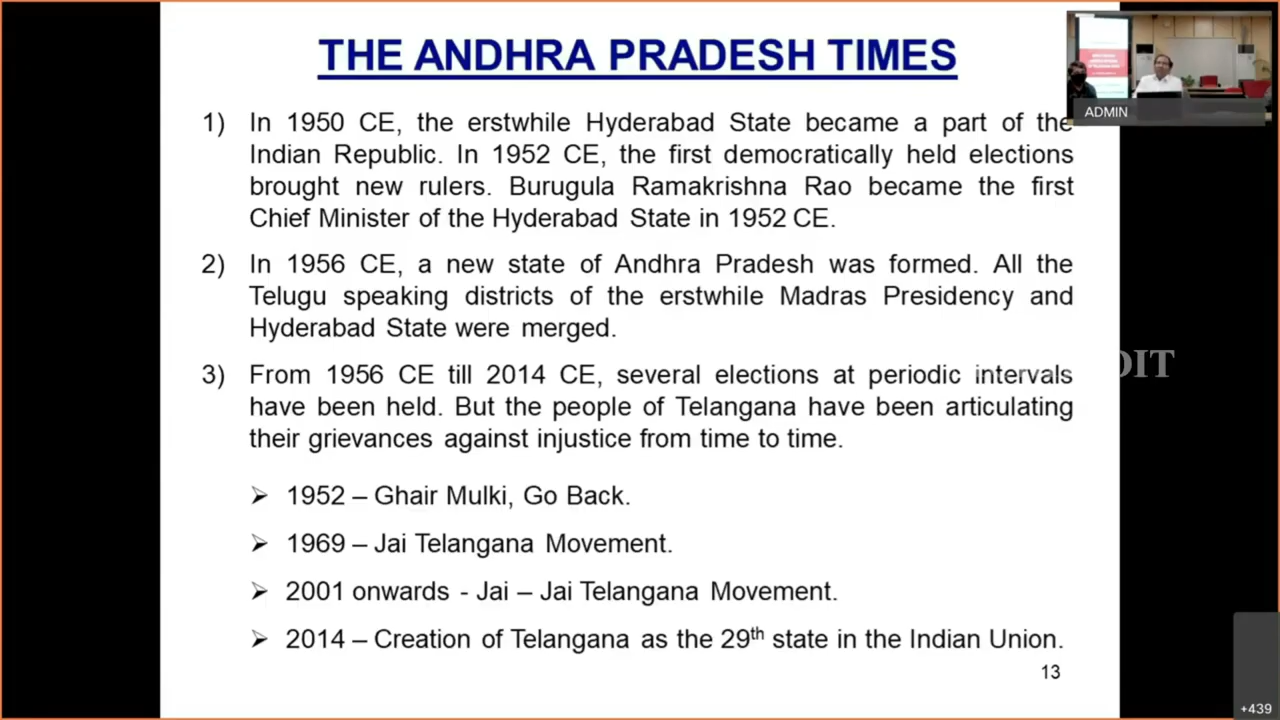 THE ANDHRA PRADESH TIMES
ADMIN
1) In 1950 CE, the erstwhile Hyderabad State became a part of the
Indian Republic. In 1952 CE, the first democratically held elections
brought new rulers. Burugula Ramakrishna Rao became the first
Chief Minister of the Hyderabad State in 1952 CE.
2) In 1956 CE, a new state of Andhra Pradesh was formed. All the
Telugu speaking districts of the erstwhile Madras Presidency and
Hyderabad State were merged.
3) From 1956 CE till 2014 CE, several elections at periodic intervals
have been held. But the people of Telangana have been articulating
their grievances against injustice from time to time.
➢ 1952 – Ghair Mulki, Go Back.
➢ 1969 – Jai Telangana Movement.
➢ 2001 onwards - Jai – Jai Telangana Movement.
➢ 2014 – Creation of Telangana as the 29th state in the Indian Union.
13
+439